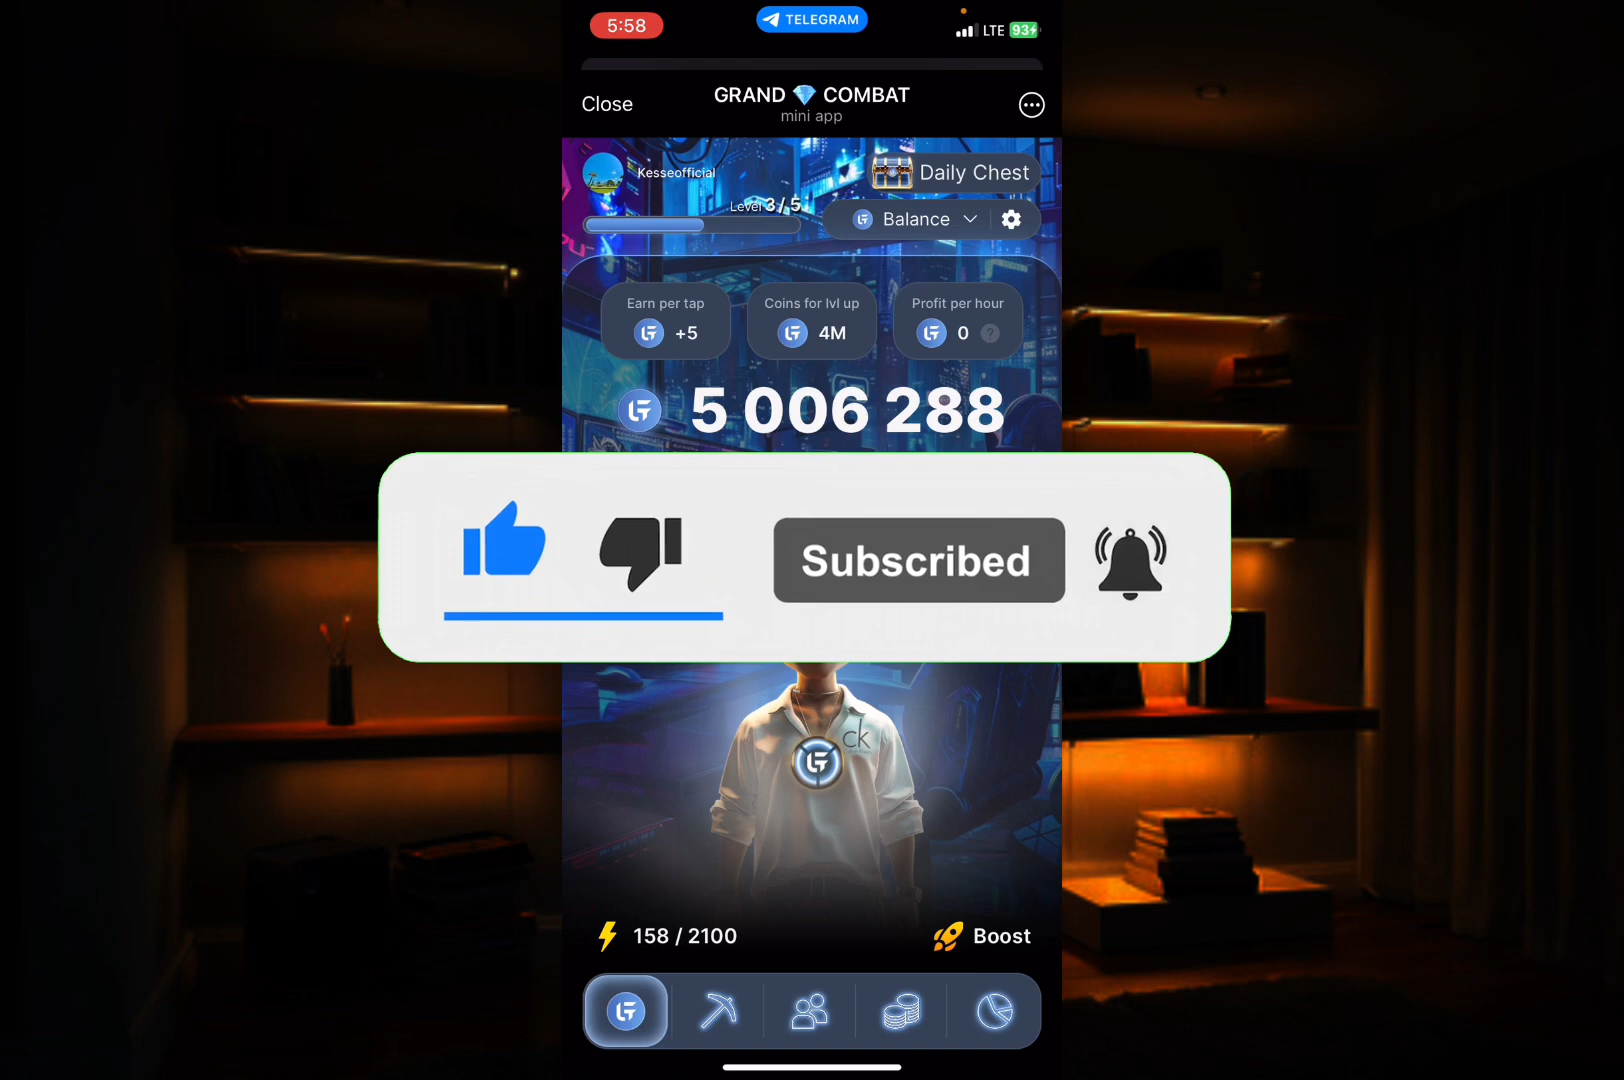 5:58
TELEGRAM
LTE 93
Close
GRAND 💎 COMBAT
mini app
Kesseofficial
Daily Chest
Level 3 / 5
Balance
Earn per tap
+5
Coins for lvl up
4M
Profit per hour
0 ?
5 006 288
Subscribed
ck
158 / 2100
Boost